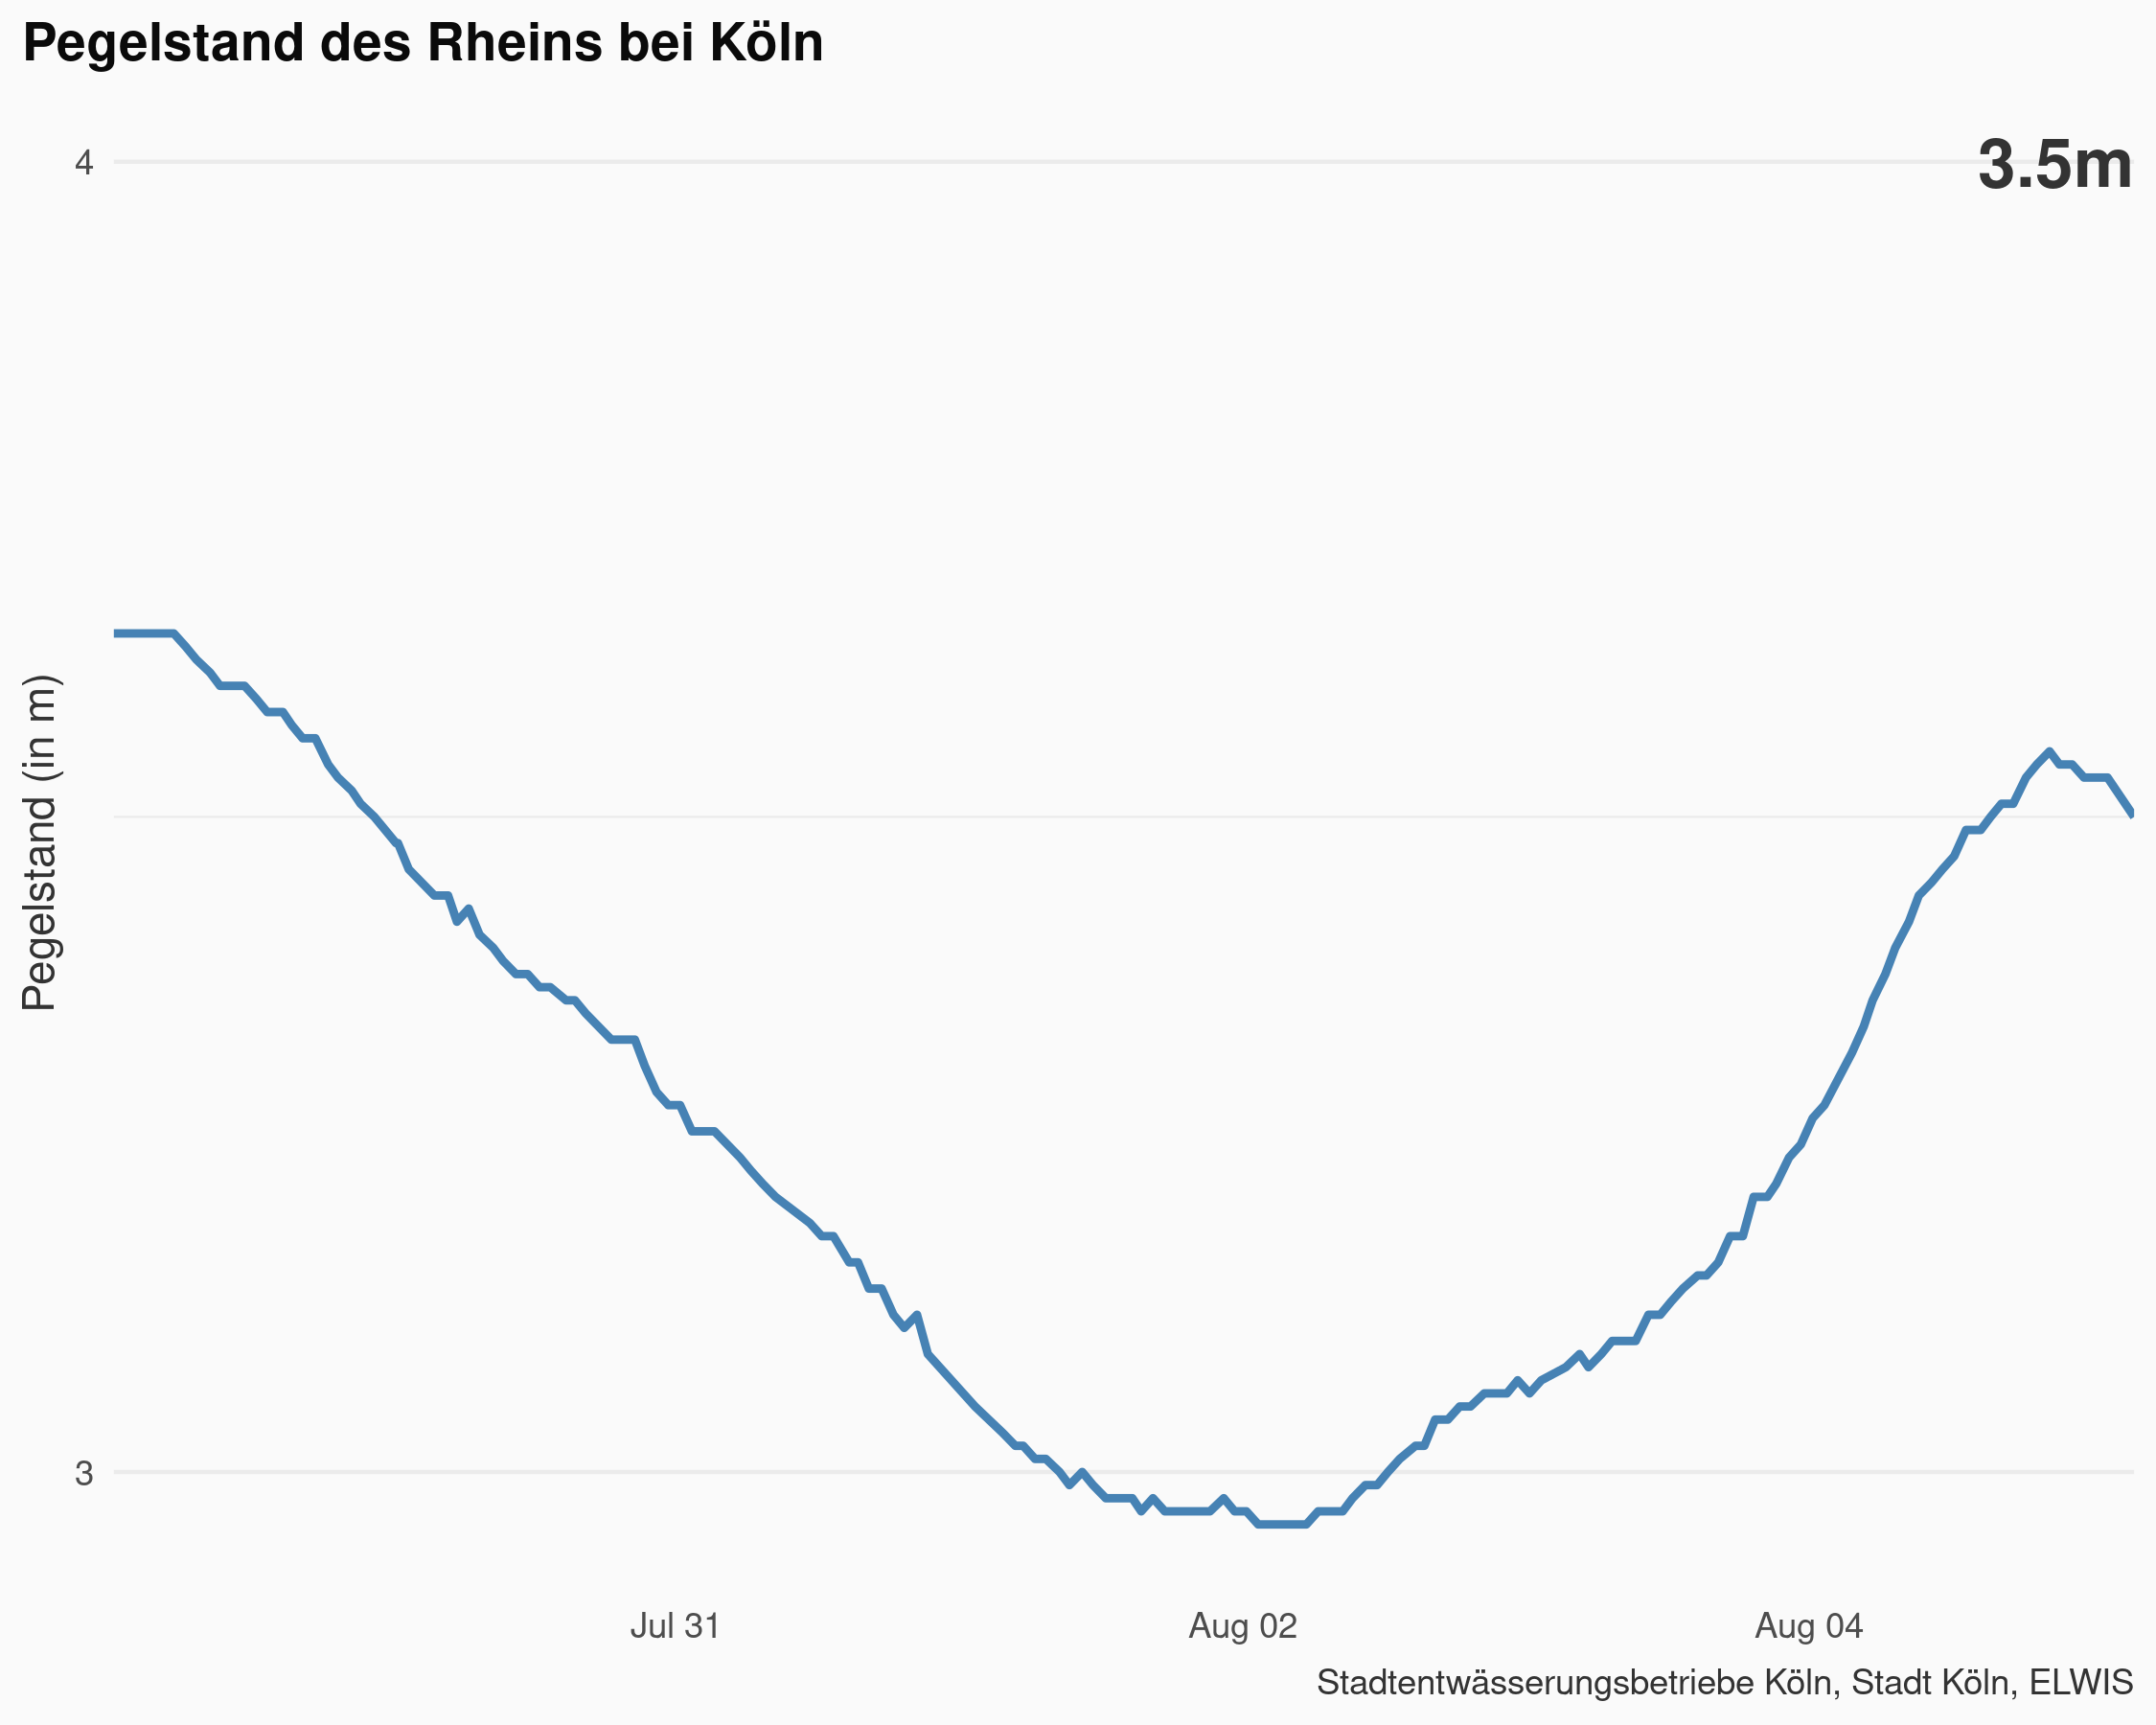 Pegelstand des Rheins bei Köln
4
3.5m
Pegelstand (in m)
3
Jul 31
Aug 02
Aug 04
Stadtentwässerungsbetriebe Köln, Stadt Köln, ELWIS